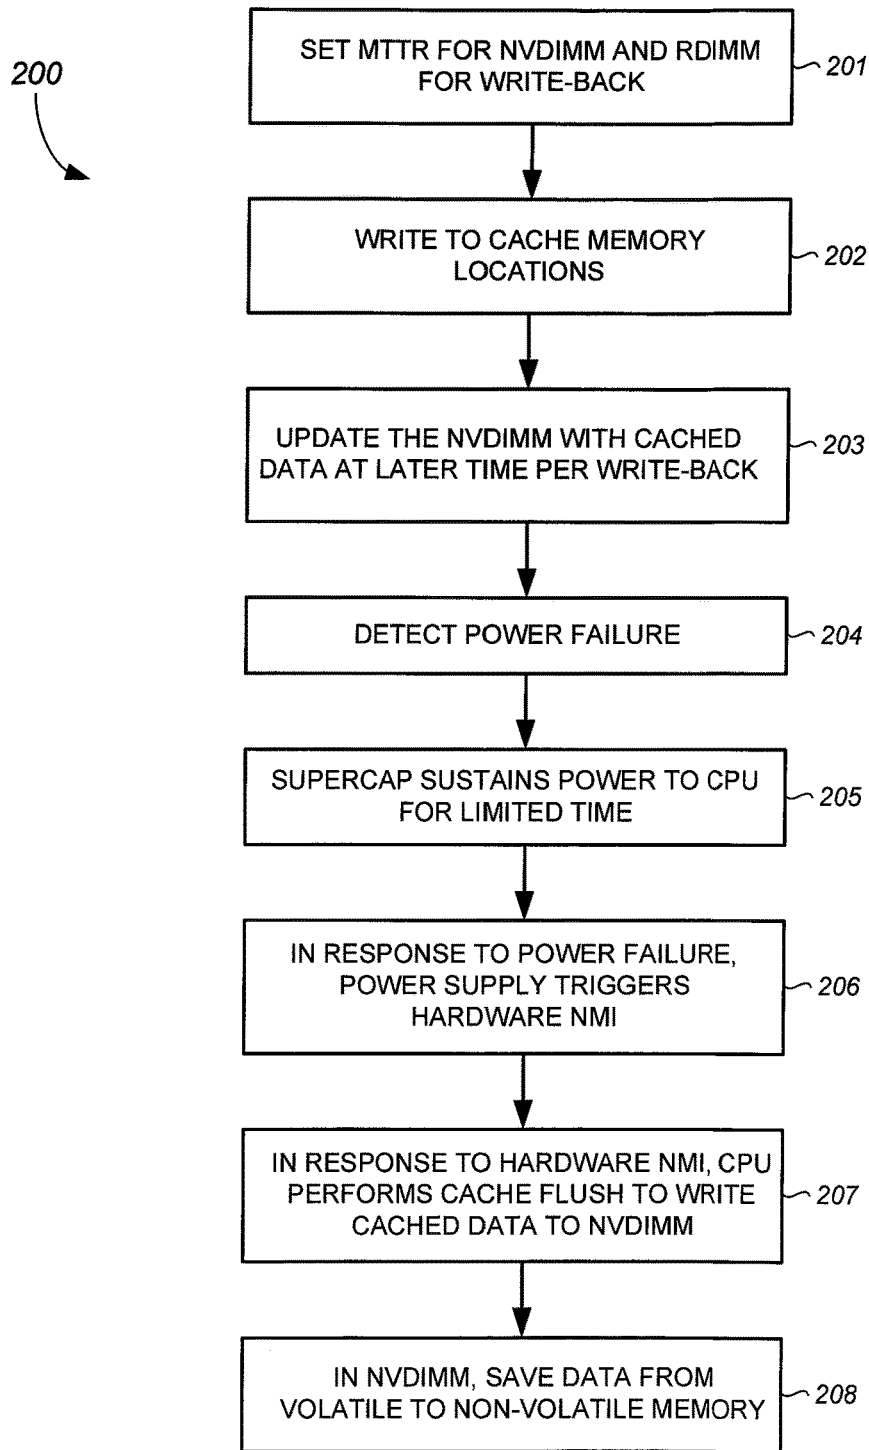 200
SET MTTR FOR NVDIMM AND RDIMM
FOR WRITE-BACK
201
WRITE TO CACHE MEMORY
LOCATIONS
202
UPDATE THE NVDIMM WITH CACHED
DATA AT LATER TIME PER WRITE-BACK
203
DETECT POWER FAILURE
204
SUPERCAP SUSTAINS POWER TO CPU
FOR LIMITED TIME
205
IN RESPONSE TO POWER FAILURE,
POWER SUPPLY TRIGGERS
HARDWARE NMI
206
IN RESPONSE TO HARDWARE NMI, CPU
PERFORMS CACHE FLUSH TO WRITE
CACHED DATA TO NVDIMM
207
IN NVDIMM, SAVE DATA FROM
VOLATILE TO NON-VOLATILE MEMORY
208